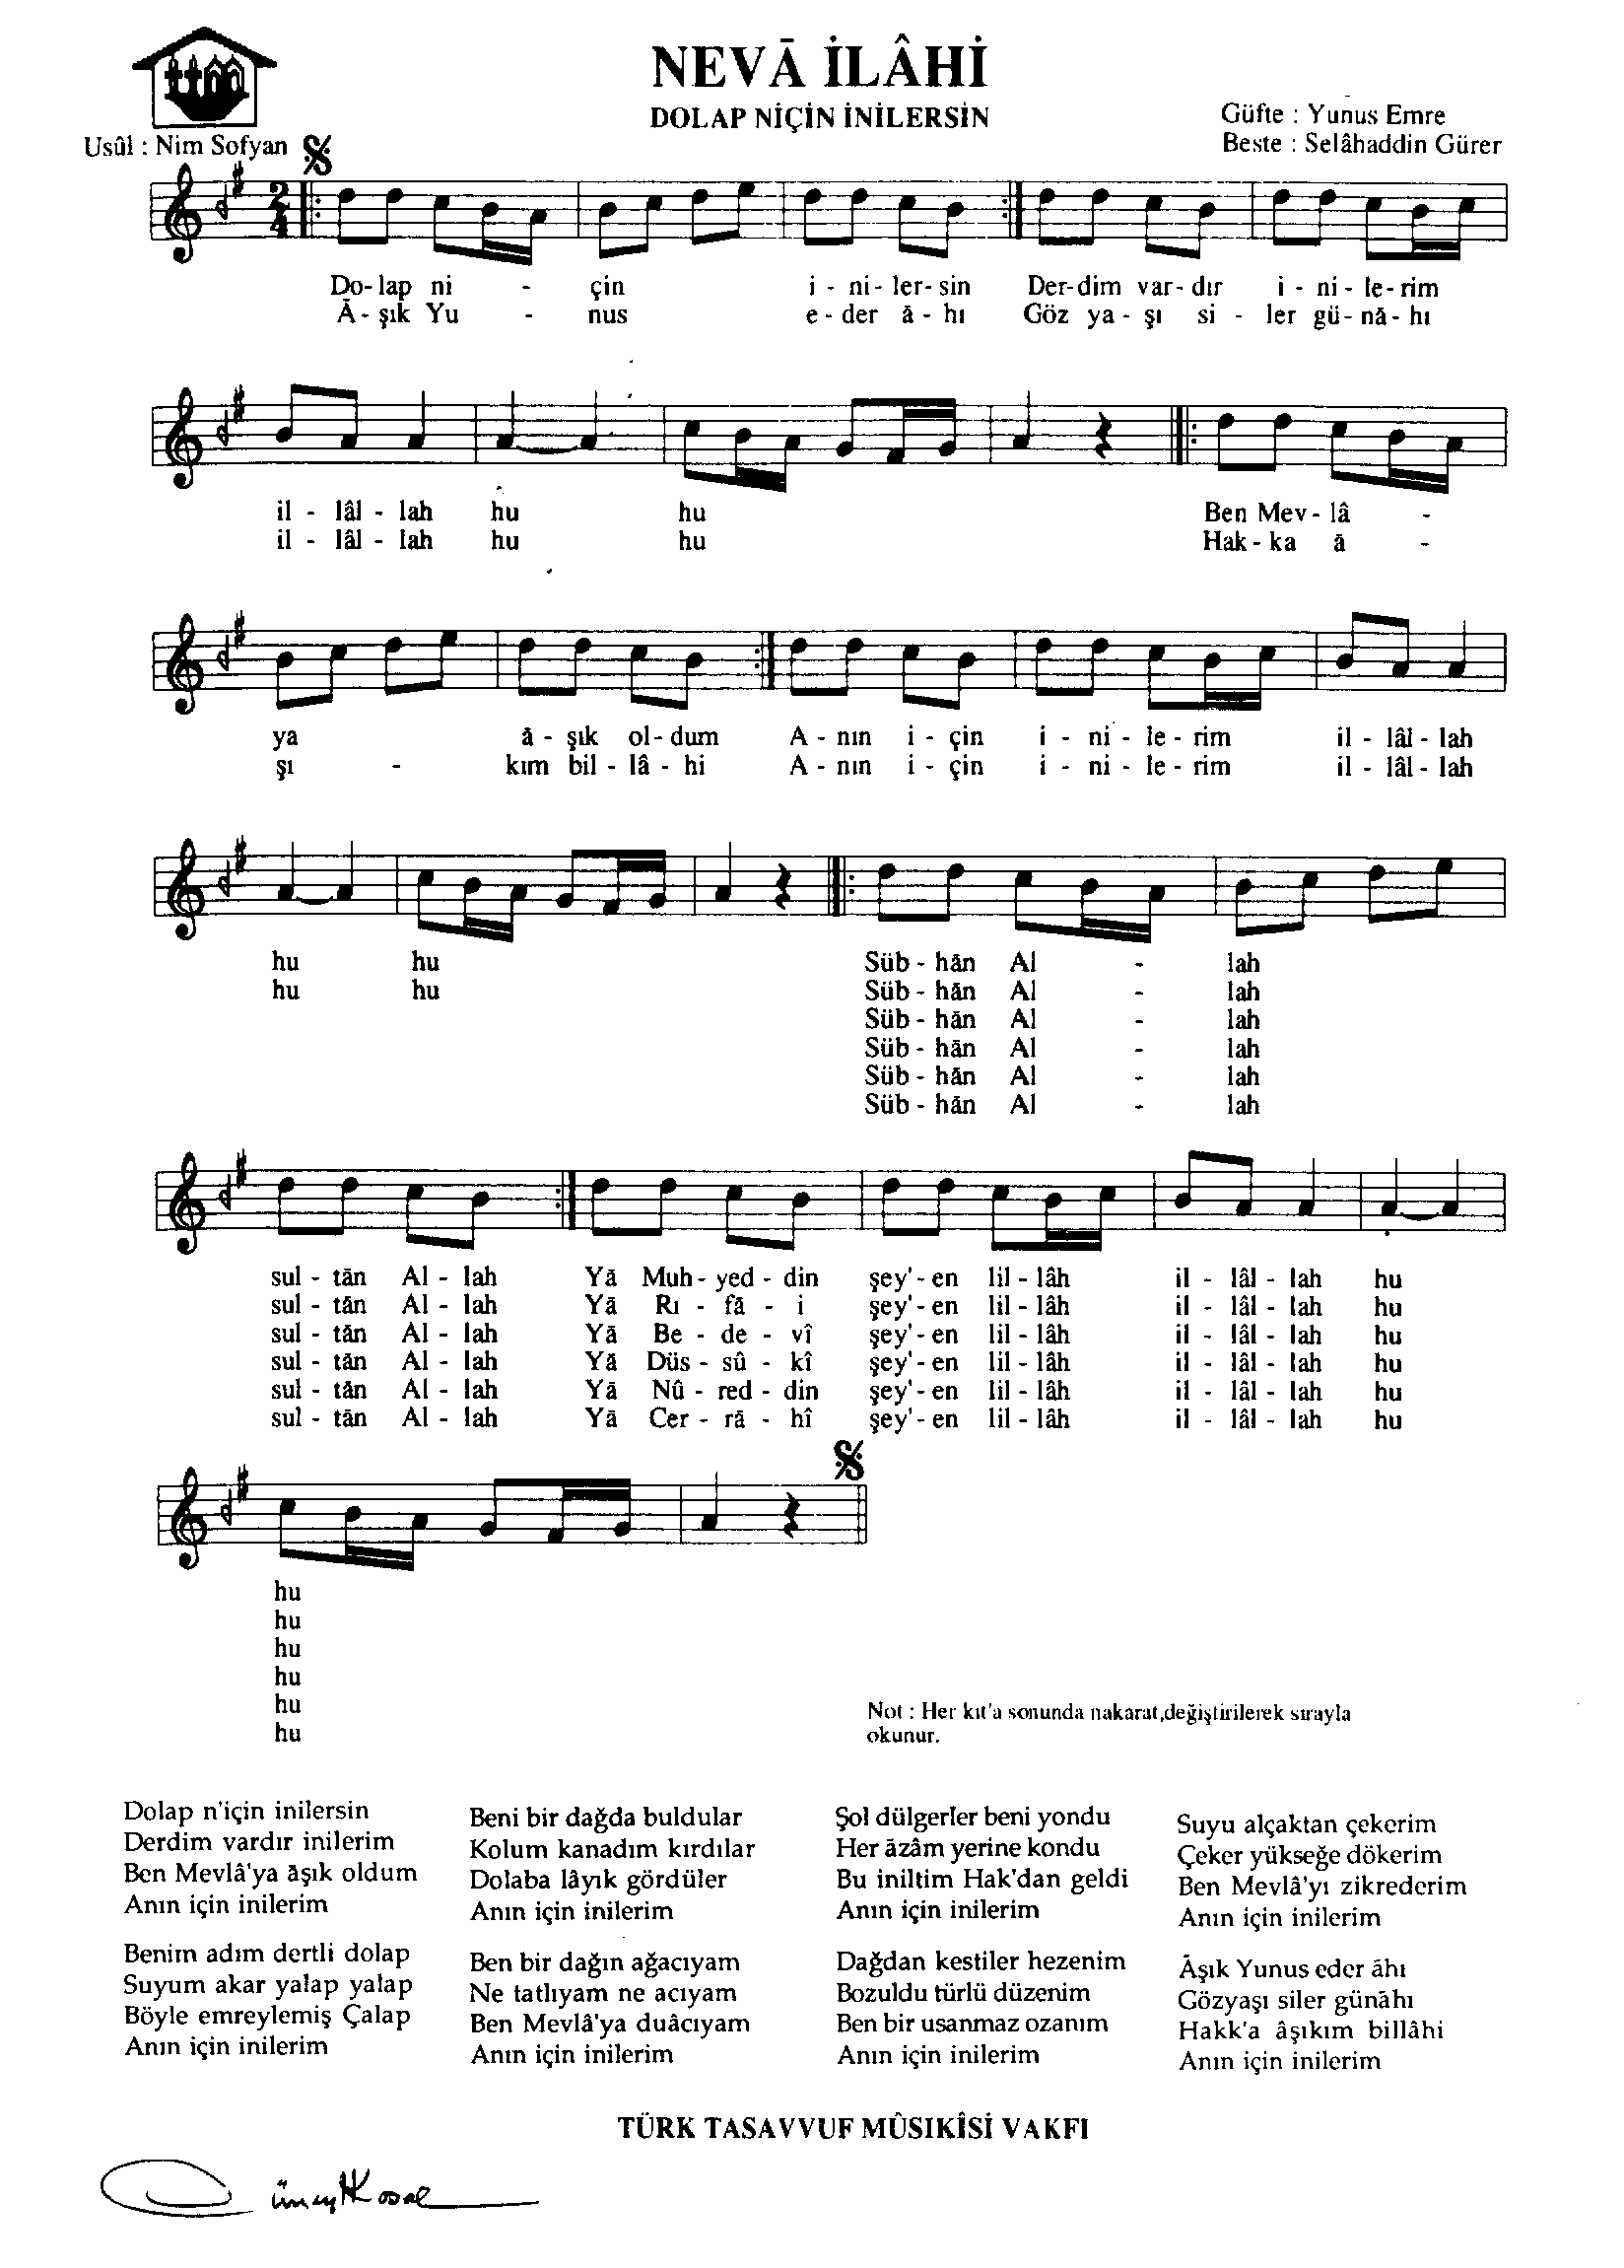 NEVĀ İLÂHİ
DOLAP NİÇİN İNİLERSİN
Güfte : Yunus Emre
Beste : Selâhaddin Gürer
Usûl : Nim Sofyan
2/4
Do-lap ni - çin i - ni - ler- sin Der-dim var- dır i - ni - le - rim
Ā - şık Yu - nus e - der ā - hı Göz ya - şı si - ler gü - nā - hı
il - lâl - lah hu hu Ben Mev - lâ -
il - lâl - lah hu hu Hak - ka ā -
ya ā - şık ol - dum A - nın i - çin i - ni - le - rim il - lâl - lah
şı - kım bil - lâ - hi A - nın i - çin i - ni - le - rim il - lâl - lah
hu hu Süb - hān Al - lah
hu hu Süb - hān Al - lah
Süb - hān Al - lah
Süb - hān Al - lah
Süb - hān Al - lah
Süb - hān Al - lah
sul - tān Al - lah Yā Muh - yed - din şey'- en lil - lâh il - lâl - lah hu
sul - tān Al - lah Yā Rı - fā - i şey'- en lil - lâh il - lâl - lah hu
sul - tān Al - lah Yā Be - de - vî şey'- en lil - lâh il - lâl - lah hu
sul - tān Al - lah Yā Düs - sû - kî şey'- en lil - lâh il - lâl - lah hu
sul - tān Al - lah Yā Nû - red - din şey'- en lil - lâh il - lâl - lah hu
sul - tān Al - lah Yā Cer - rā - hî şey'- en lil - lâh il - lâl - lah hu
hu
hu
hu
hu
hu
hu
Not : Her kıt'a sonunda nakarat,değiştirilerek sırayla
okunur.
Dolap n'için inilersin
Derdim vardır inilerim
Ben Mevlâ'ya āşık oldum
Anın için inilerim
Benim adım dertli dolap
Suyum akar yalap yalap
Böyle emreylemiş Çalap
Anın için inilerim
Beni bir dağda buldular
Kolum kanadım kırdılar
Dolaba lâyık gördüler
Anın için inilerim
Ben bir dağın ağacıyam
Ne tatlıyam ne acıyam
Ben Mevlâ'ya duâcıyam
Anın için inilerim
Şol dülgerler beni yondu
Her āzâm yerine kondu
Bu iniltim Hak'dan geldi
Anın için inilerim
Dağdan kestiler hezenim
Bozuldu türlü düzenim
Ben bir usanmaz ozanım
Anın için inilerim
Suyu alçaktan çekerim
Çeker yükseğe dökerim
Ben Mevlâ'yı zikrederim
Anın için inilerim
Āşık Yunus eder āhı
Gözyaşı siler günāhı
Hakk'a âşıkım billâhi
Anın için inilerim
TÜRK TASAVVUF MÛSIKÎSİ VAKFI